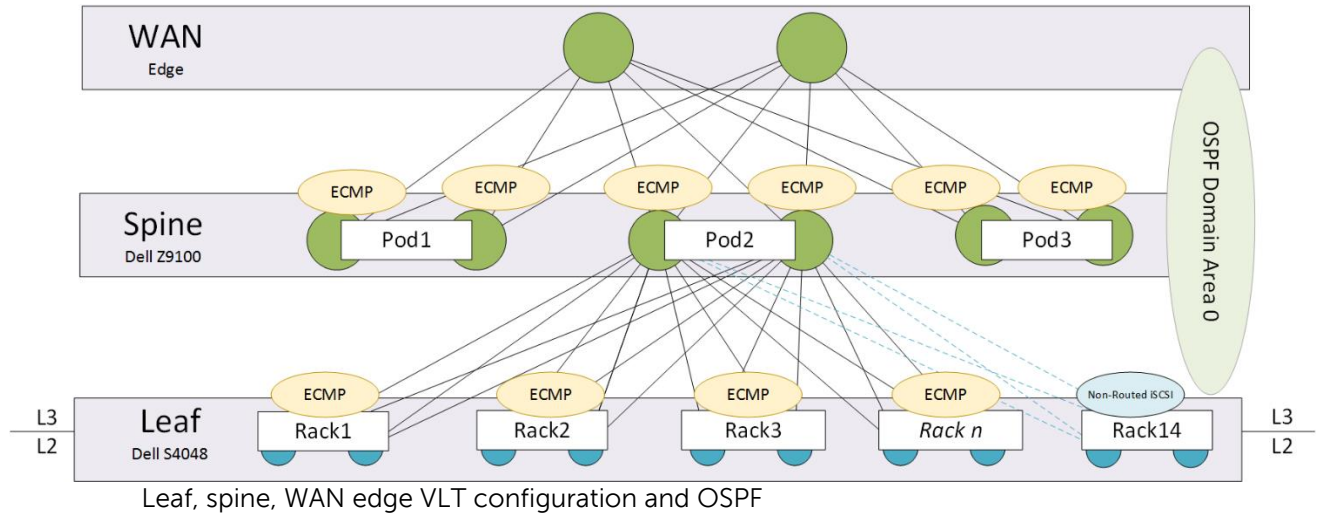 WAN
Edge
ECMP
ECMP
ECMP
ECMP
ECMP
ECMP
Spine
Dell Z9100
Pod1
Pod2
Pod3
OSPF Domain Area 0
ECMP
ECMP
ECMP
ECMP
Non-Routed iSCSI
L3
L2
Leaf
Dell S4048
Rack1
Rack2
Rack3
Rack n
Rack14
L3
L2
Leaf, spine, WAN edge VLT configuration and OSPF